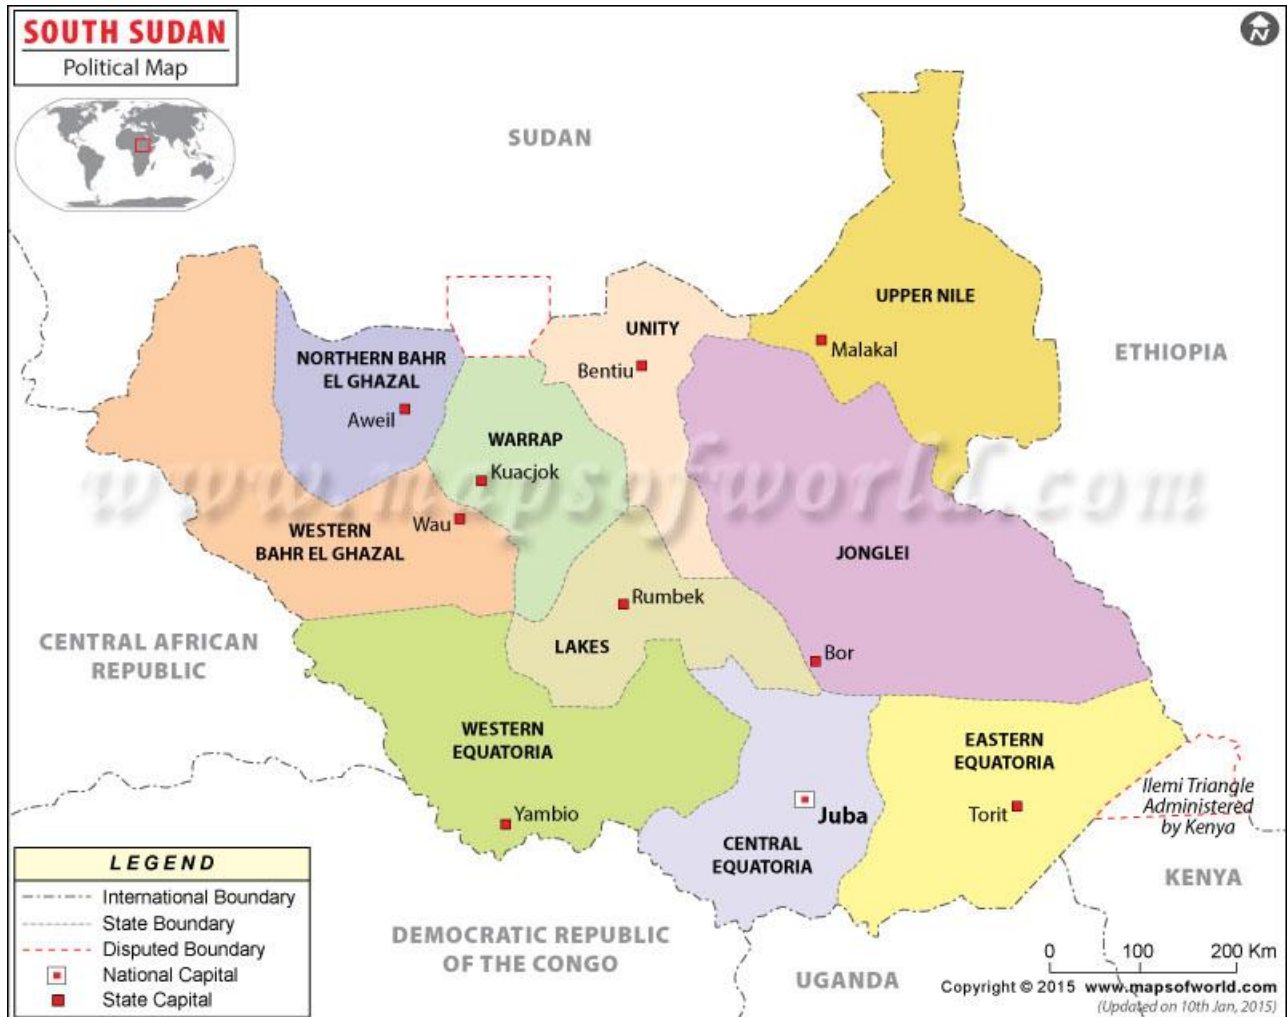 SOUTH SUDAN
Political Map
N
SUDAN
UPPER NILE
UNITY
Malakal
NORTHERN BAHR
EL GHAZAL
Bentiu
ETHIOPIA
Aweil
WARRAP
Kuacjok
www.mapsofworld.com
Wau
WESTERN
BAHR EL GHAZAL
JONGLEI
Rumbek
CENTRAL AFRICAN
REPUBLIC
LAKES
Bor
WESTERN
EQUATORIA
EASTERN
EQUATORIA
Ilemi Triangle
Administered
by Kenya
Yambio
Juba
Torit
CENTRAL
EQUATORIA
KENYA
LEGEND
International Boundary
State Boundary
Disputed Boundary
National Capital
State Capital
DEMOCRATIC REPUBLIC
OF THE CONGO
UGANDA
0 100 200 Km
Copyright © 2015 www.mapsofworld.com
(Updated on 10th Jan, 2015)